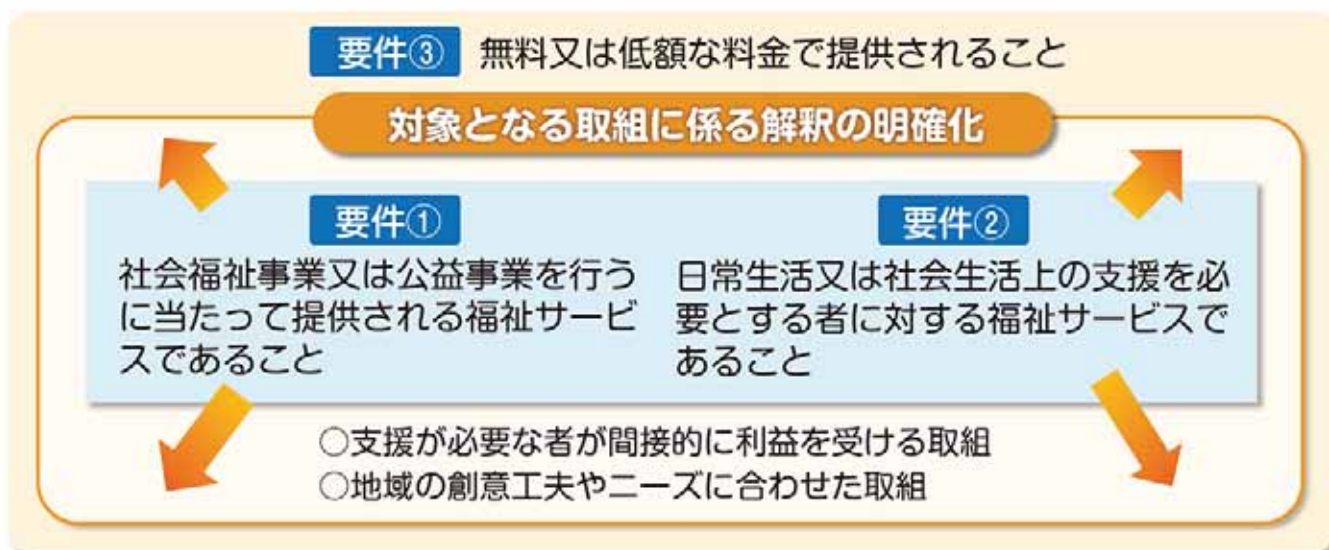 要件③ 無料又は低額な料金で提供されること
対象となる取組に係る解釈の明確化
要件①
社会福祉事業又は公益事業を行う
に当たって提供される福祉サービ
スであること
要件②
日常生活又は社会生活上の支援を必
要とする者に対する福祉サービスで
あること
○支援が必要な者が間接的に利益を受ける取組
○地域の創意工夫やニーズに合わせた取組